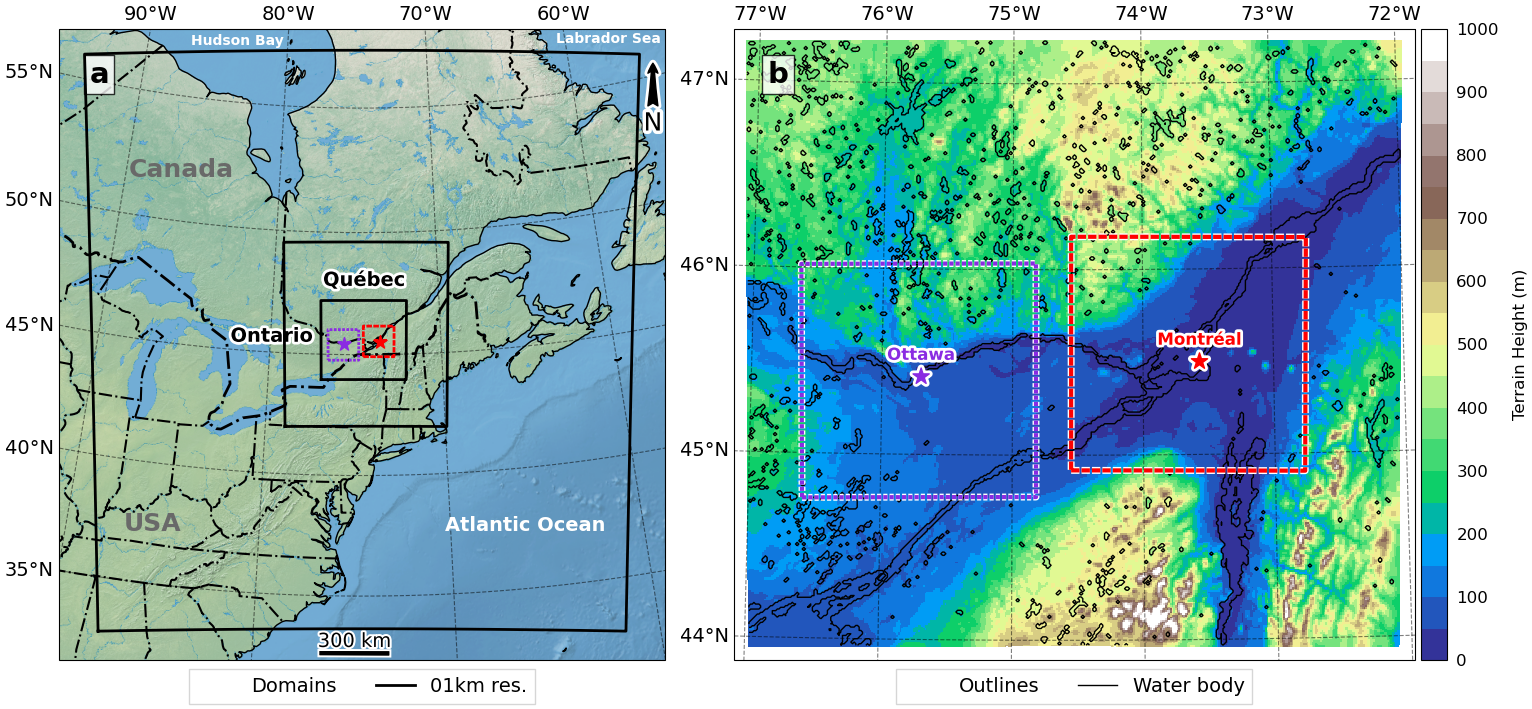 90°W 80°W 70°W 60°W
55°N
50°N
45°N
40°N
35°N
a
Hudson Bay
Labrador Sea
N
Canada
Québec
Ontario
USA
Atlantic Ocean
300 km
Domains 01km res.
77°W 76°W 75°W 74°W 73°W 72°W
47°N
46°N
45°N
44°N
b
Ottawa
Montréal
Outlines Water body
1000
900
800
700
600
500
400
300
200
100
0
Terrain Height (m)